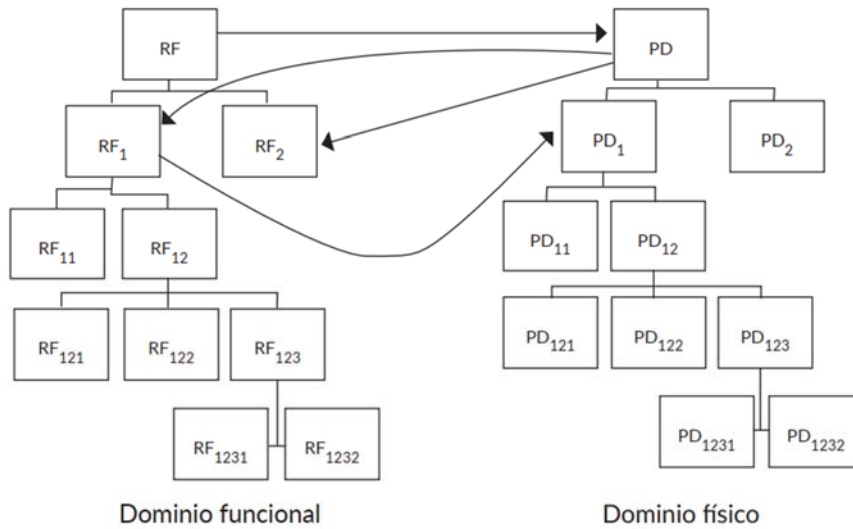 RF PD
RF₁ RF₂ PD₁ PD₂
RF₁₁ RF₁₂ PD₁₁ PD₁₂
RF₁₂₁ RF₁₂₂ RF₁₂₃ PD₁₂₁ PD₁₂₂ PD₁₂₃
RF₁₂₃₁ RF₁₂₃₂ PD₁₂₃₁ PD₁₂₃₂
Dominio funcional Dominio físico